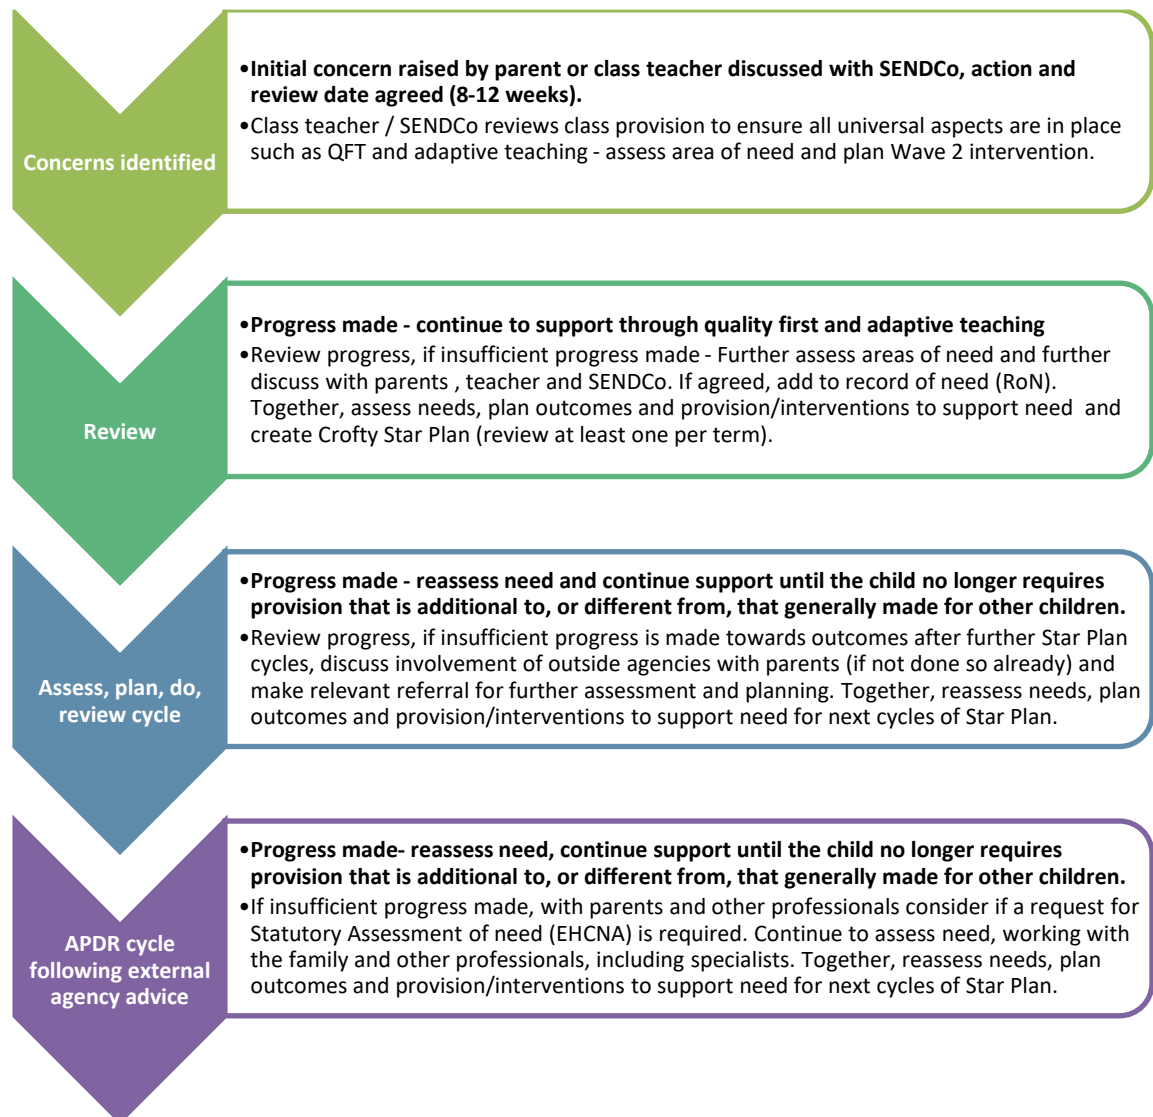 Concerns identified
•Initial concern raised by parent or class teacher discussed with SENDCo, action and
review date agreed (8-12 weeks).
•Class teacher / SENDCo reviews class provision to ensure all universal aspects are in place
such as QFT and adaptive teaching - assess area of need and plan Wave 2 intervention.
Review
•Progress made - continue to support through quality first and adaptive teaching
•Review progress, if insufficient progress made - Further assess areas of need and further
discuss with parents , teacher and SENDCo. If agreed, add to record of need (RoN).
Together, assess needs, plan outcomes and provision/interventions to support need and
create Crofty Star Plan (review at least one per term).
Assess, plan, do,
review cycle
•Progress made - reassess need and continue support until the child no longer requires
provision that is additional to, or different from, that generally made for other children.
•Review progress, if insufficient progress is made towards outcomes after further Star Plan
cycles, discuss involvement of outside agencies with parents (if not done so already) and
make relevant referral for further assessment and planning. Together, reassess needs, plan
outcomes and provision/interventions to support need for next cycles of Star Plan.
APDR cycle
following external
agency advice
•Progress made- reassess need, continue support until the child no longer requires
provision that is additional to, or different from, that generally made for other children.
•If insufficient progress made, with parents and other professionals consider if a request for
Statutory Assessment of need (EHCNA) is required. Continue to assess need, working with
the family and other professionals, including specialists. Together, reassess needs, plan
outcomes and provision/interventions to support need for next cycles of Star Plan.